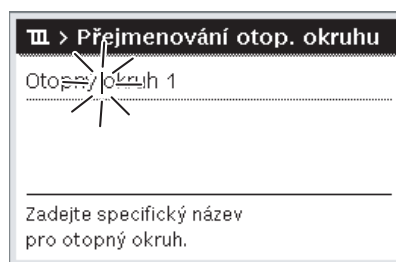 > Přejmenování otop. okruhu
Otopný okruh 1
Zadejte specifický název
pro otopný okruh.